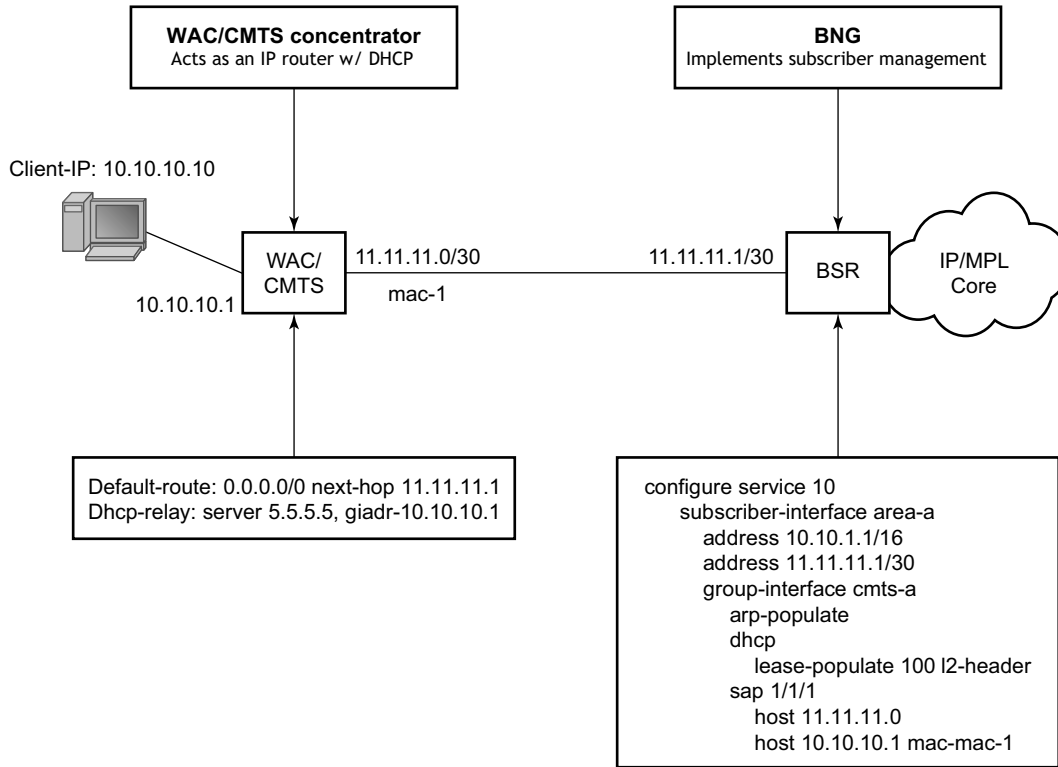 WAC/CMTS concentrator
Acts as an IP router w/ DHCP
BNG
Implements subscriber management
Client-IP: 10.10.10.10
WAC/
CMTS
10.10.10.1
11.11.11.0/30
mac-1
11.11.11.1/30
BSR
IP/MPL
Core
Default-route: 0.0.0.0/0 next-hop 11.11.11.1
Dhcp-relay: server 5.5.5.5, giadr-10.10.10.1
configure service 10
subscriber-interface area-a
address 10.10.1.1/16
address 11.11.11.1/30
group-interface cmts-a
arp-populate
dhcp
lease-populate 100 l2-header
sap 1/1/1
host 11.11.11.0
host 10.10.10.1 mac-mac-1